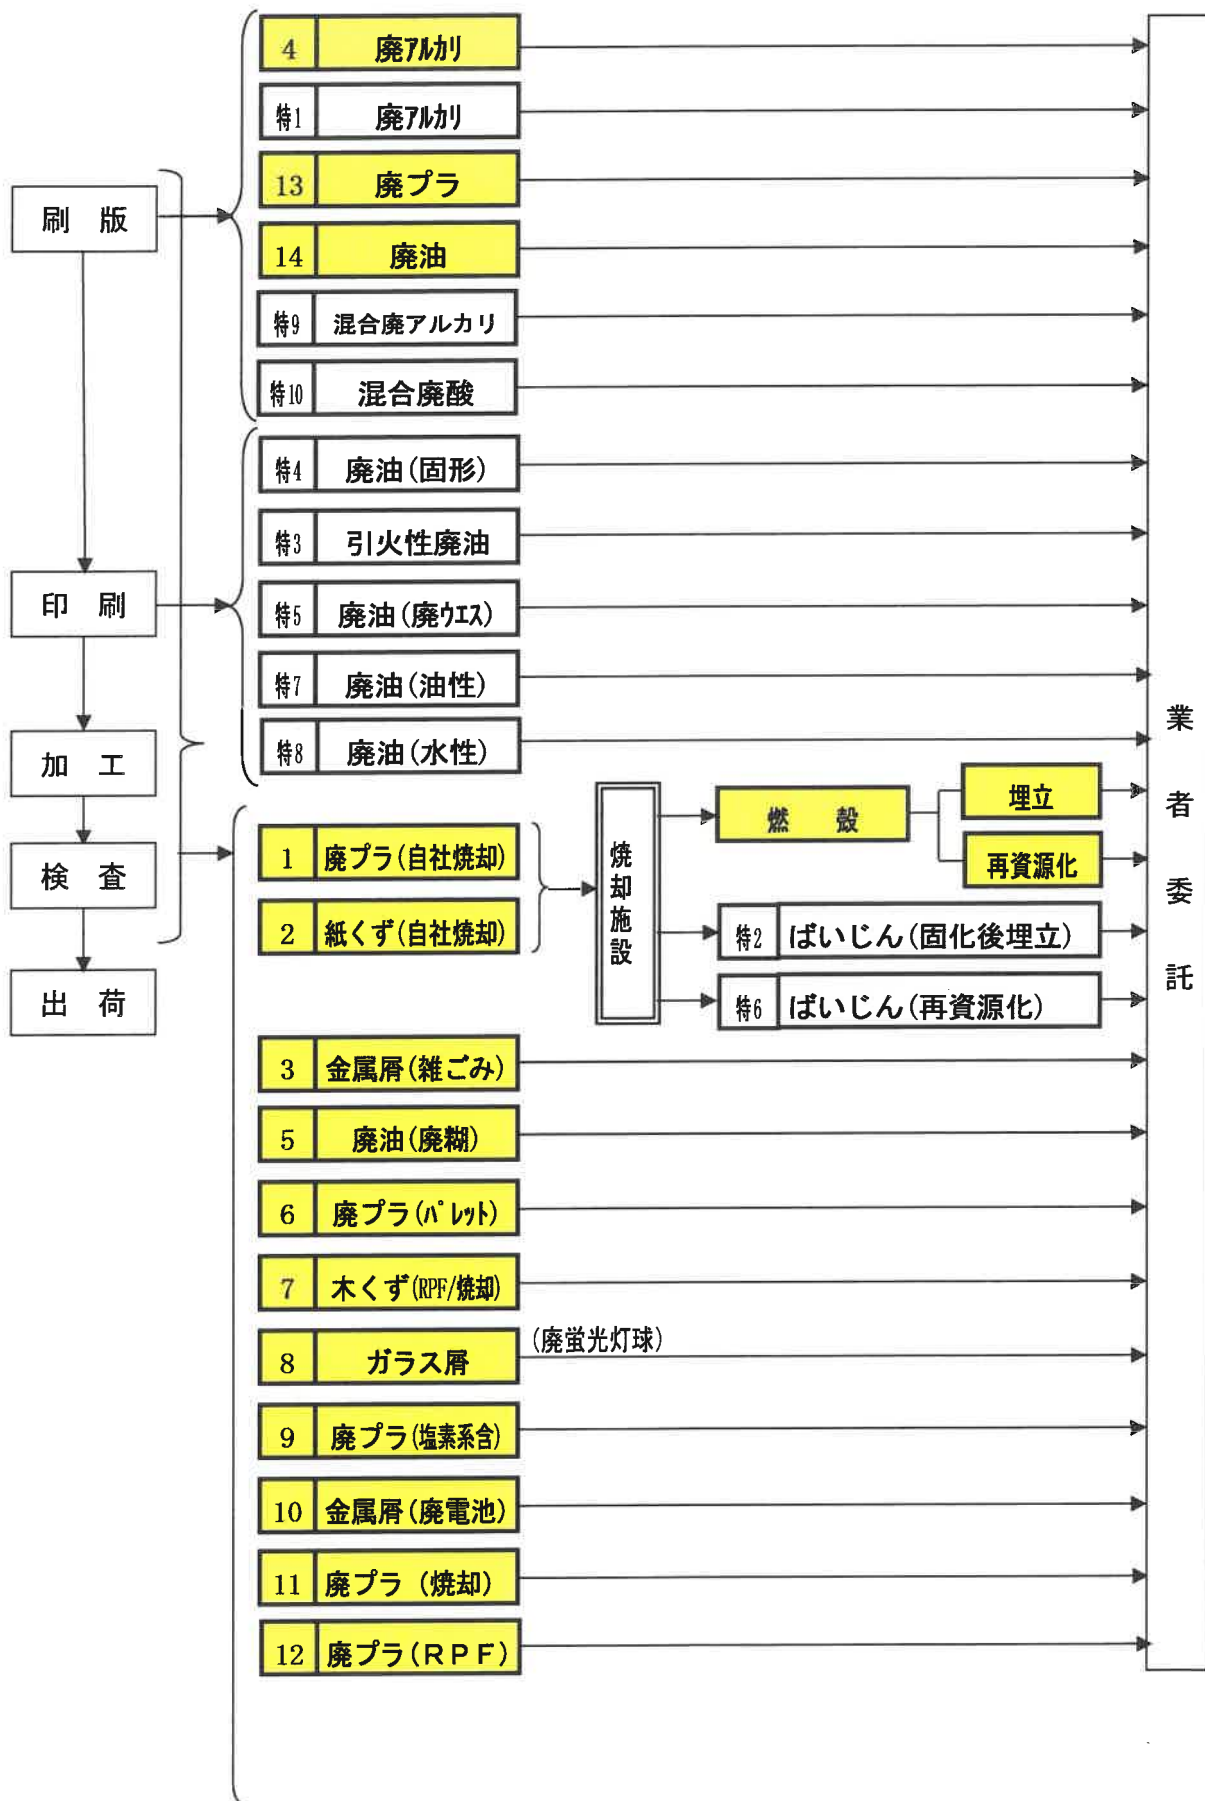 刷 版
印 刷
加 工
検 査
出 荷
4 廃アルカリ
特1 廃アルカリ
13 廃プラ
14 廃油
特9 混合廃アルカリ
特10 混合廃酸
特4 廃油(固形)
特3 引火性廃油
特5 廃油(廃ウエス)
特7 廃油(油性)
特8 廃油(水性)
1 廃プラ(自社焼却)
2 紙くず(自社焼却)
焼却施設
燃 殻
埋立
再資源化
特2 ばいじん(固化後埋立)
特6 ばいじん(再資源化)
3 金属屑(雑ごみ)
5 廃油(廃糊)
6 廃プラ(パレット)
7 木くず(RPF/焼却)
8 ガラス屑 (廃蛍光灯球)
9 廃プラ(塩素系含)
10 金属屑(廃電池)
11 廃プラ (焼却)
12 廃プラ(RPF)
業者委託